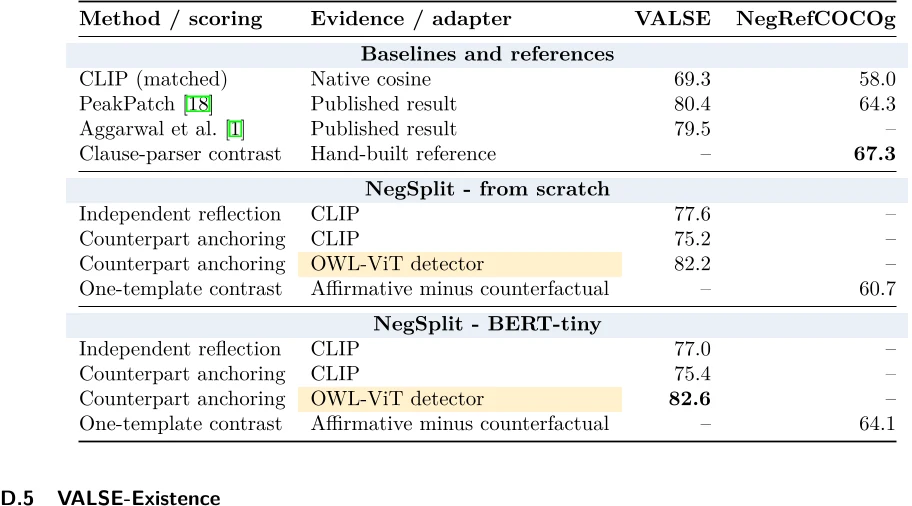 Method / scoring Evidence / adapter VALSE NegRefCOCOg
Baselines and references
CLIP (matched) Native cosine 69.3 58.0
PeakPatch [18] Published result 80.4 64.3
Aggarwal et al. [1] Published result 79.5 –
Clause-parser contrast Hand-built reference – 67.3
NegSplit - from scratch
Independent reflection CLIP 77.6 –
Counterpart anchoring CLIP 75.2 –
Counterpart anchoring OWL-ViT detector 82.2 –
One-template contrast Affirmative minus counterfactual – 60.7
NegSplit - BERT-tiny
Independent reflection CLIP 77.0 –
Counterpart anchoring CLIP 75.4 –
Counterpart anchoring OWL-ViT detector 82.6 –
One-template contrast Affirmative minus counterfactual – 64.1
D.5 VALSE-Existence